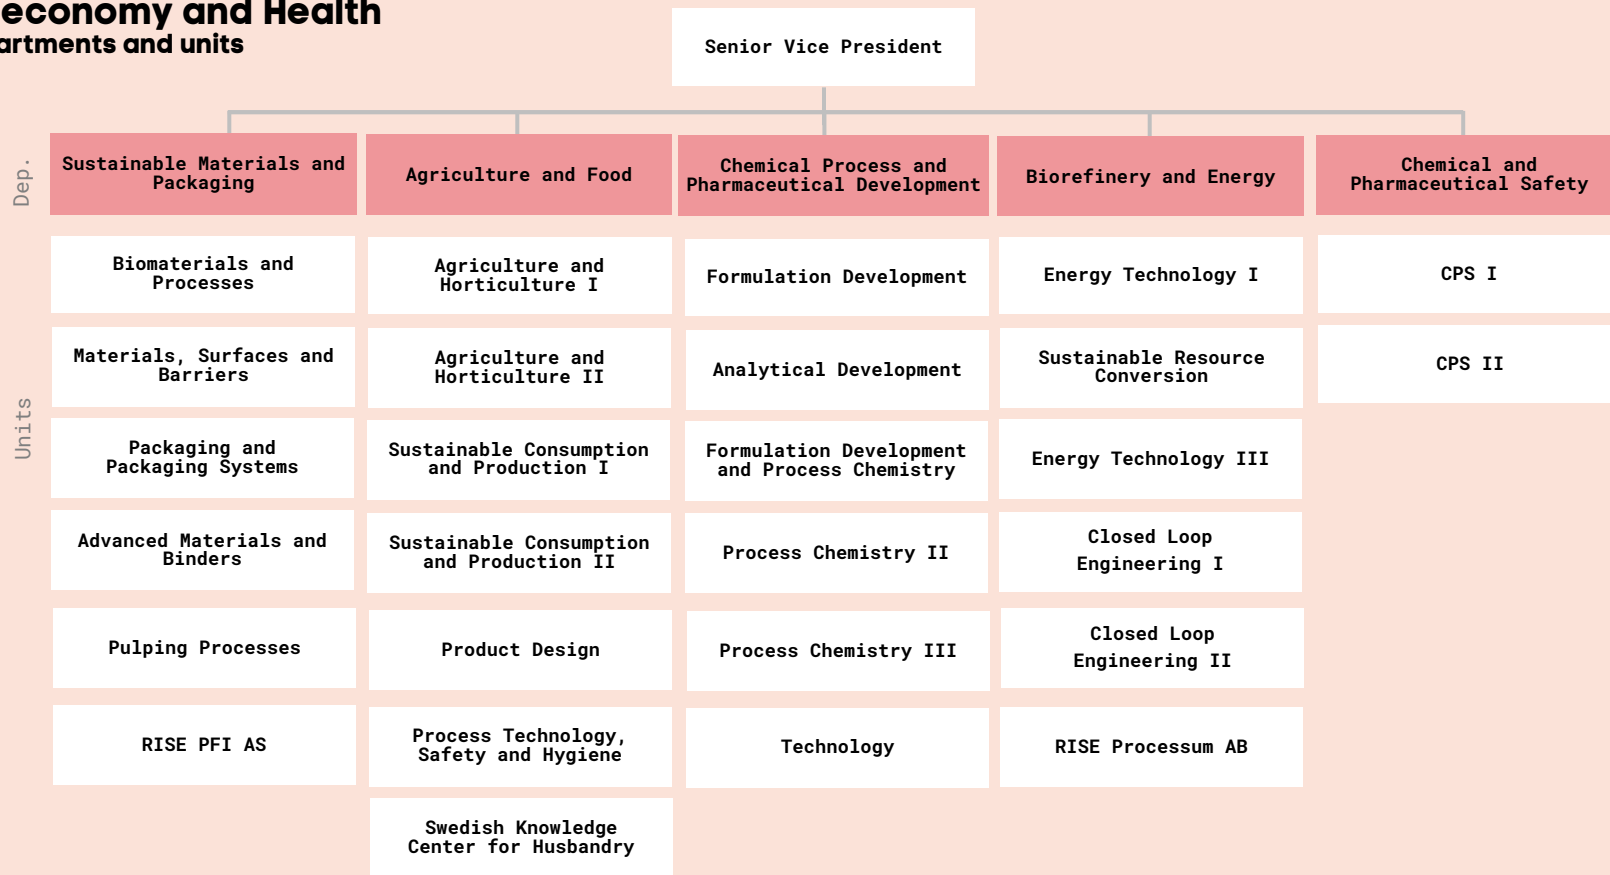 economy and Health
artments and units
Senior Vice President
Dep.
Sustainable Materials and
Packaging
Agriculture and Food
Chemical Process and
Pharmaceutical Development
Biorefinery and Energy
Chemical and
Pharmaceutical Safety
Units
Biomaterials and
Processes
Agriculture and
Horticulture I
Formulation Development
Energy Technology I
CPS I
Materials, Surfaces and
Barriers
Agriculture and
Horticulture II
Analytical Development
Sustainable Resource
Conversion
CPS II
Packaging and
Packaging Systems
Sustainable Consumption
and Production I
Formulation Development
and Process Chemistry
Energy Technology III
Advanced Materials and
Binders
Sustainable Consumption
and Production II
Process Chemistry II
Closed Loop
Engineering I
Pulping Processes
Product Design
Process Chemistry III
Closed Loop
Engineering II
RISE PFI AS
Process Technology,
Safety and Hygiene
Technology
RISE Processum AB
Swedish Knowledge
Center for Husbandry